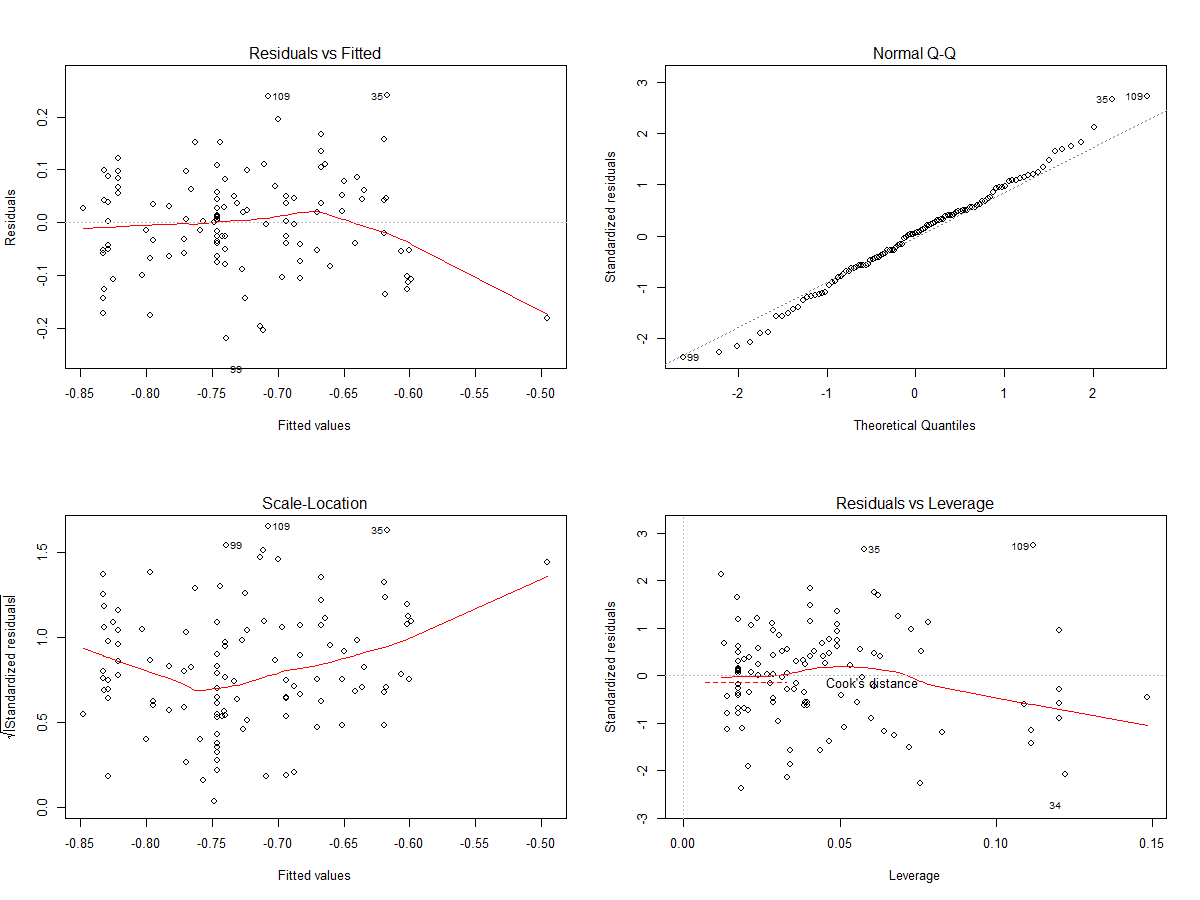 Residuals vs Fitted
Residuals
0.2
0.1
0.0
-0.1
-0.2
109
35
99
-0.85 -0.80 -0.75 -0.70 -0.65 -0.60 -0.55 -0.50
Fitted values
Normal Q-Q
Standardized residuals
3
2
1
0
-1
-2
35
109
99
-2 -1 0 1 2
Theoretical Quantiles
Scale-Location
√|Standardized residuals|
1.5
1.0
0.5
0.0
109
35
99
-0.85 -0.80 -0.75 -0.70 -0.65 -0.60 -0.55 -0.50
Fitted values
Residuals vs Leverage
Standardized residuals
3
2
1
0
-1
-2
-3
35
109
Cook's distance
34
0.00 0.05 0.10 0.15
Leverage